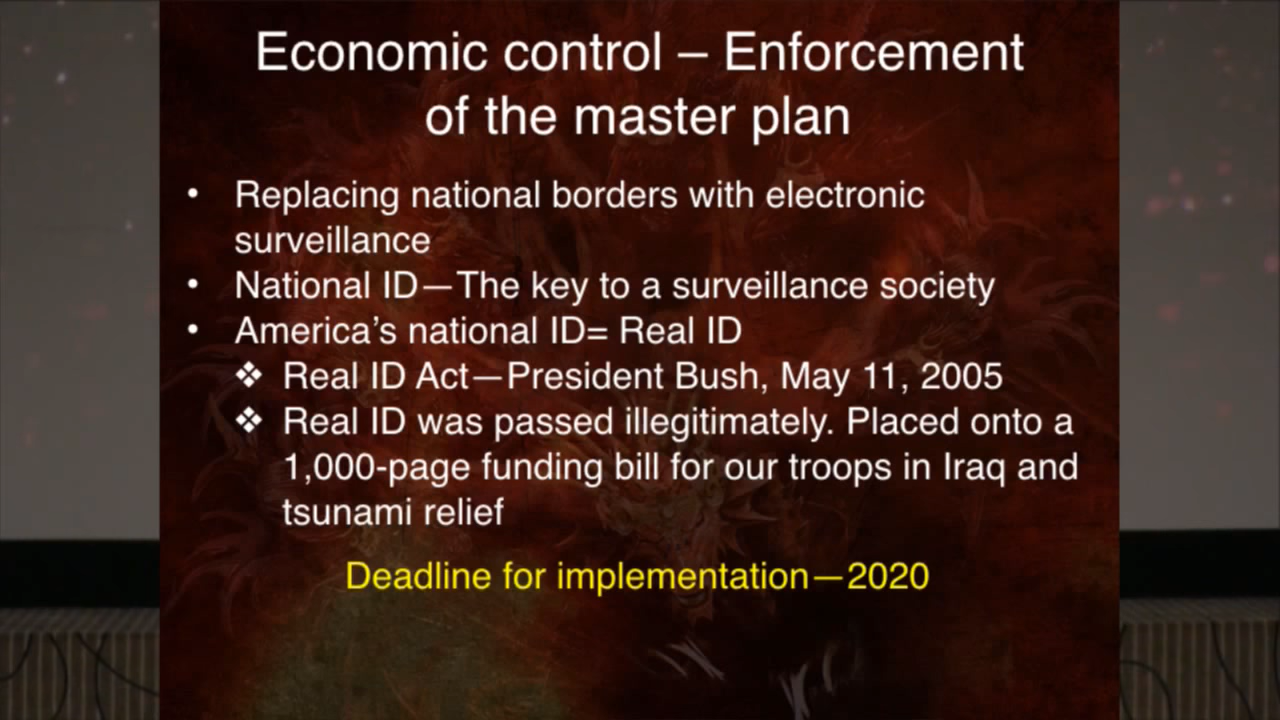 Economic control – Enforcement
of the master plan
• Replacing national borders with electronic
surveillance
• National ID—The key to a surveillance society
• America’s national ID= Real ID
❖ Real ID Act—President Bush, May 11, 2005
❖ Real ID was passed illegitimately. Placed onto a
1,000-page funding bill for our troops in Iraq and
tsunami relief
Deadline for implementation—2020